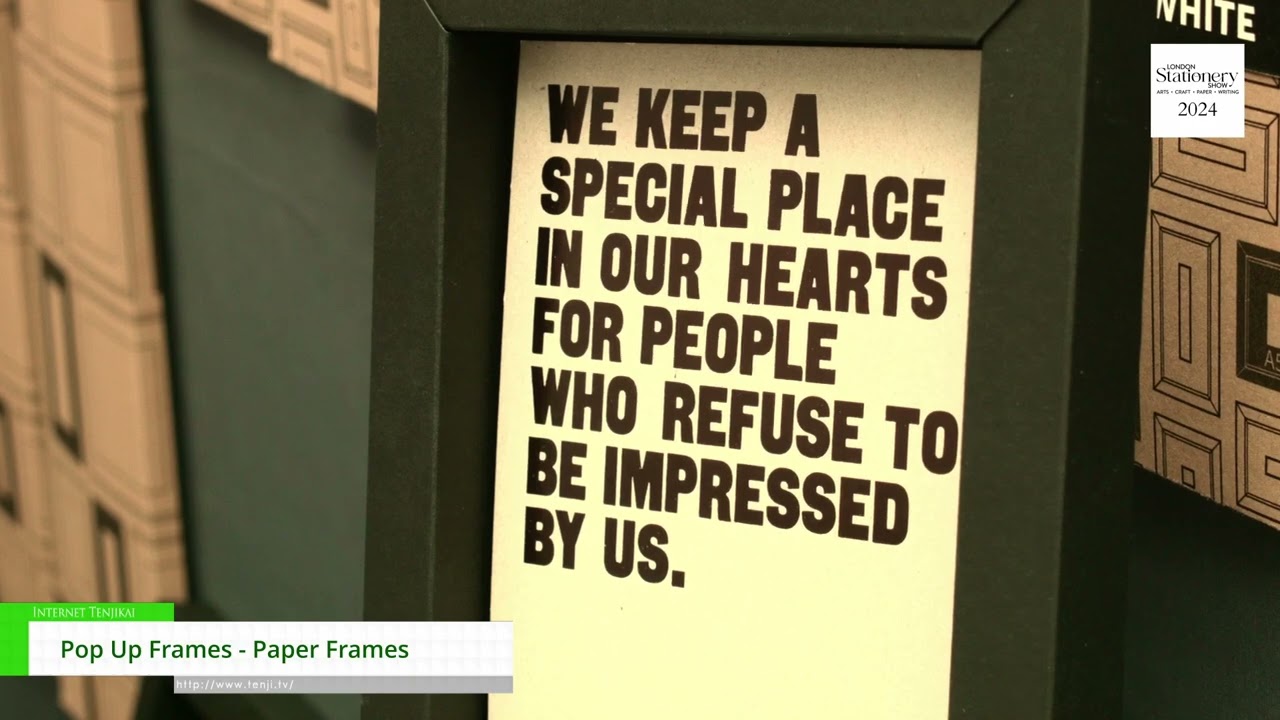 WHITE
LONDON
Stationery
SHOW
ARTS • CRAFT • PAPER • WRITING
2024
WE KEEP A
SPECIAL PLACE
IN OUR HEARTS
FOR PEOPLE
WHO REFUSE TO
BE IMPRESSED
BY US.
INTERNET TENJIKAI
Pop Up Frames - Paper Frames
http://www.tenji.tv/